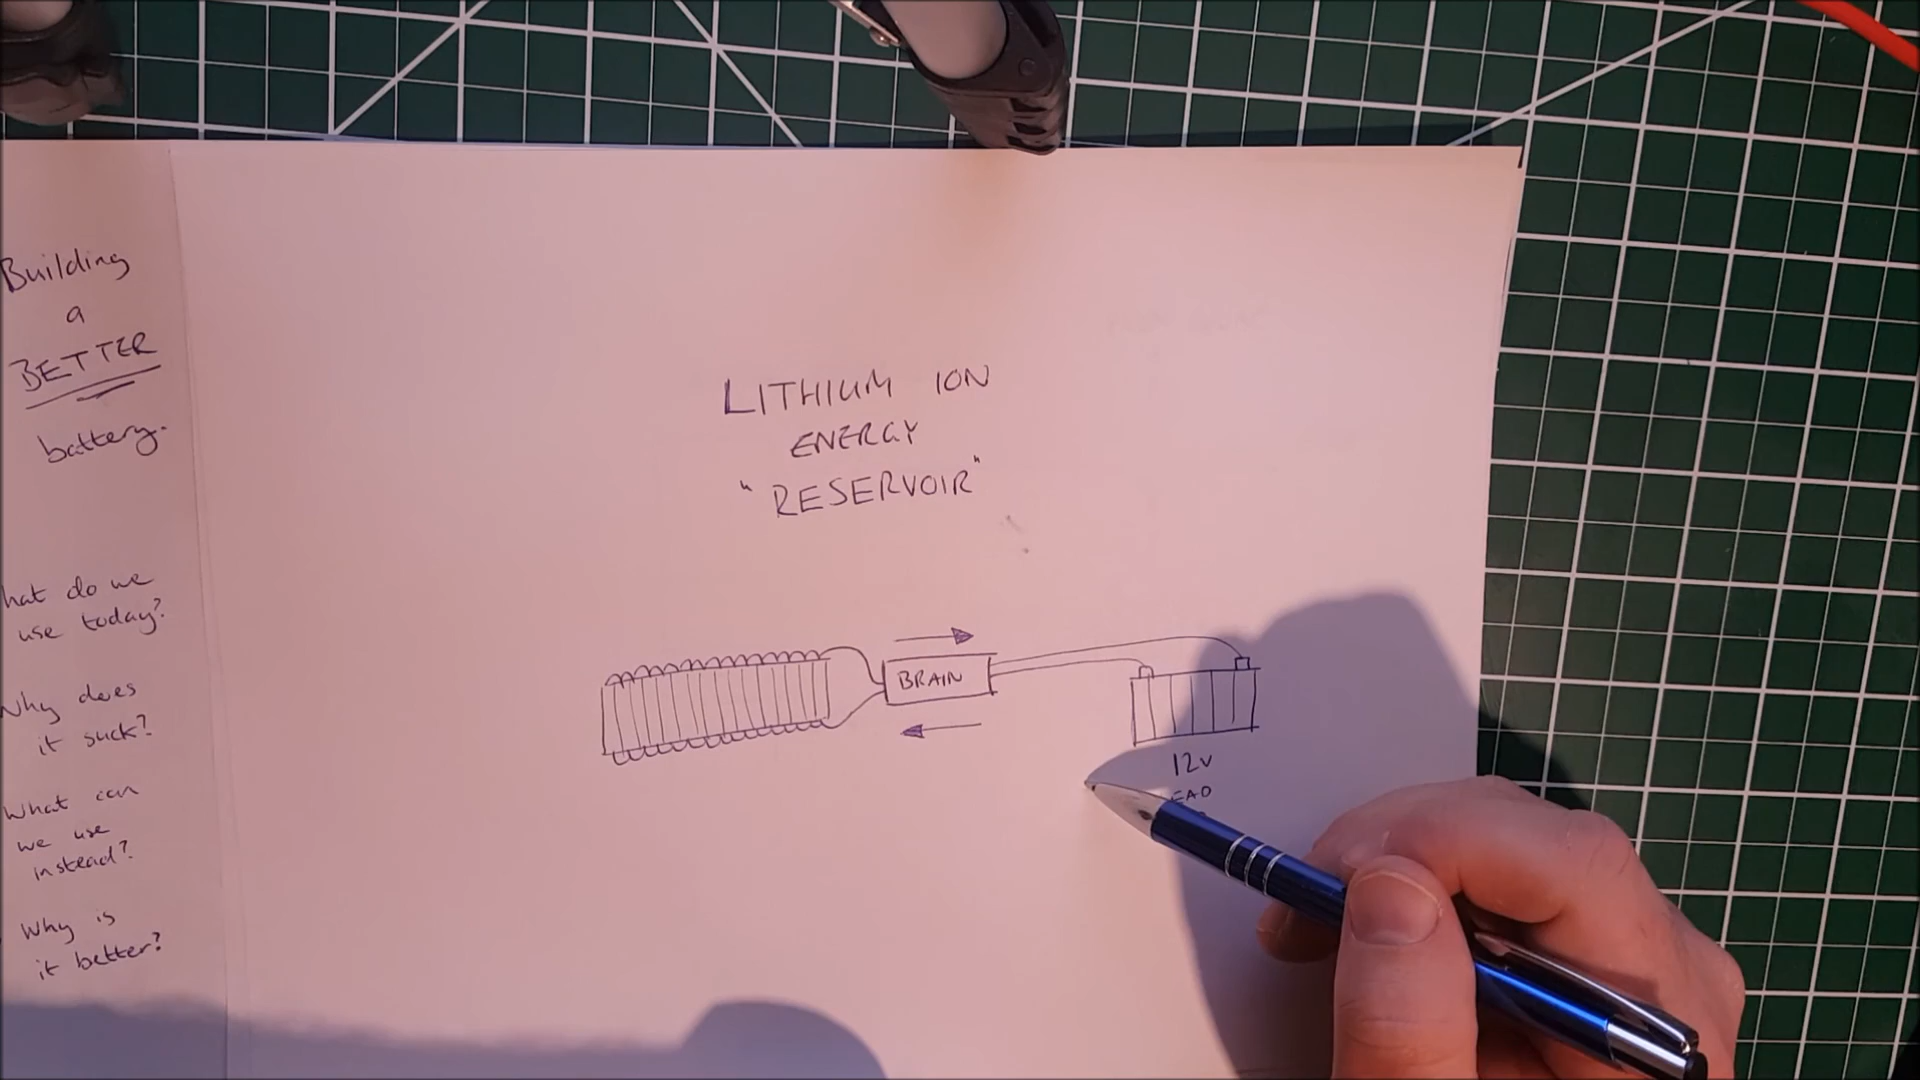 Building
a
BETTER
battery.
hat do we
use today?
Why does
it suck?
What can
we use
instead?
Why is
it better?
LITHIUM ION
ENERGY
"RESERVOIR"
BRAIN
12v
EAD